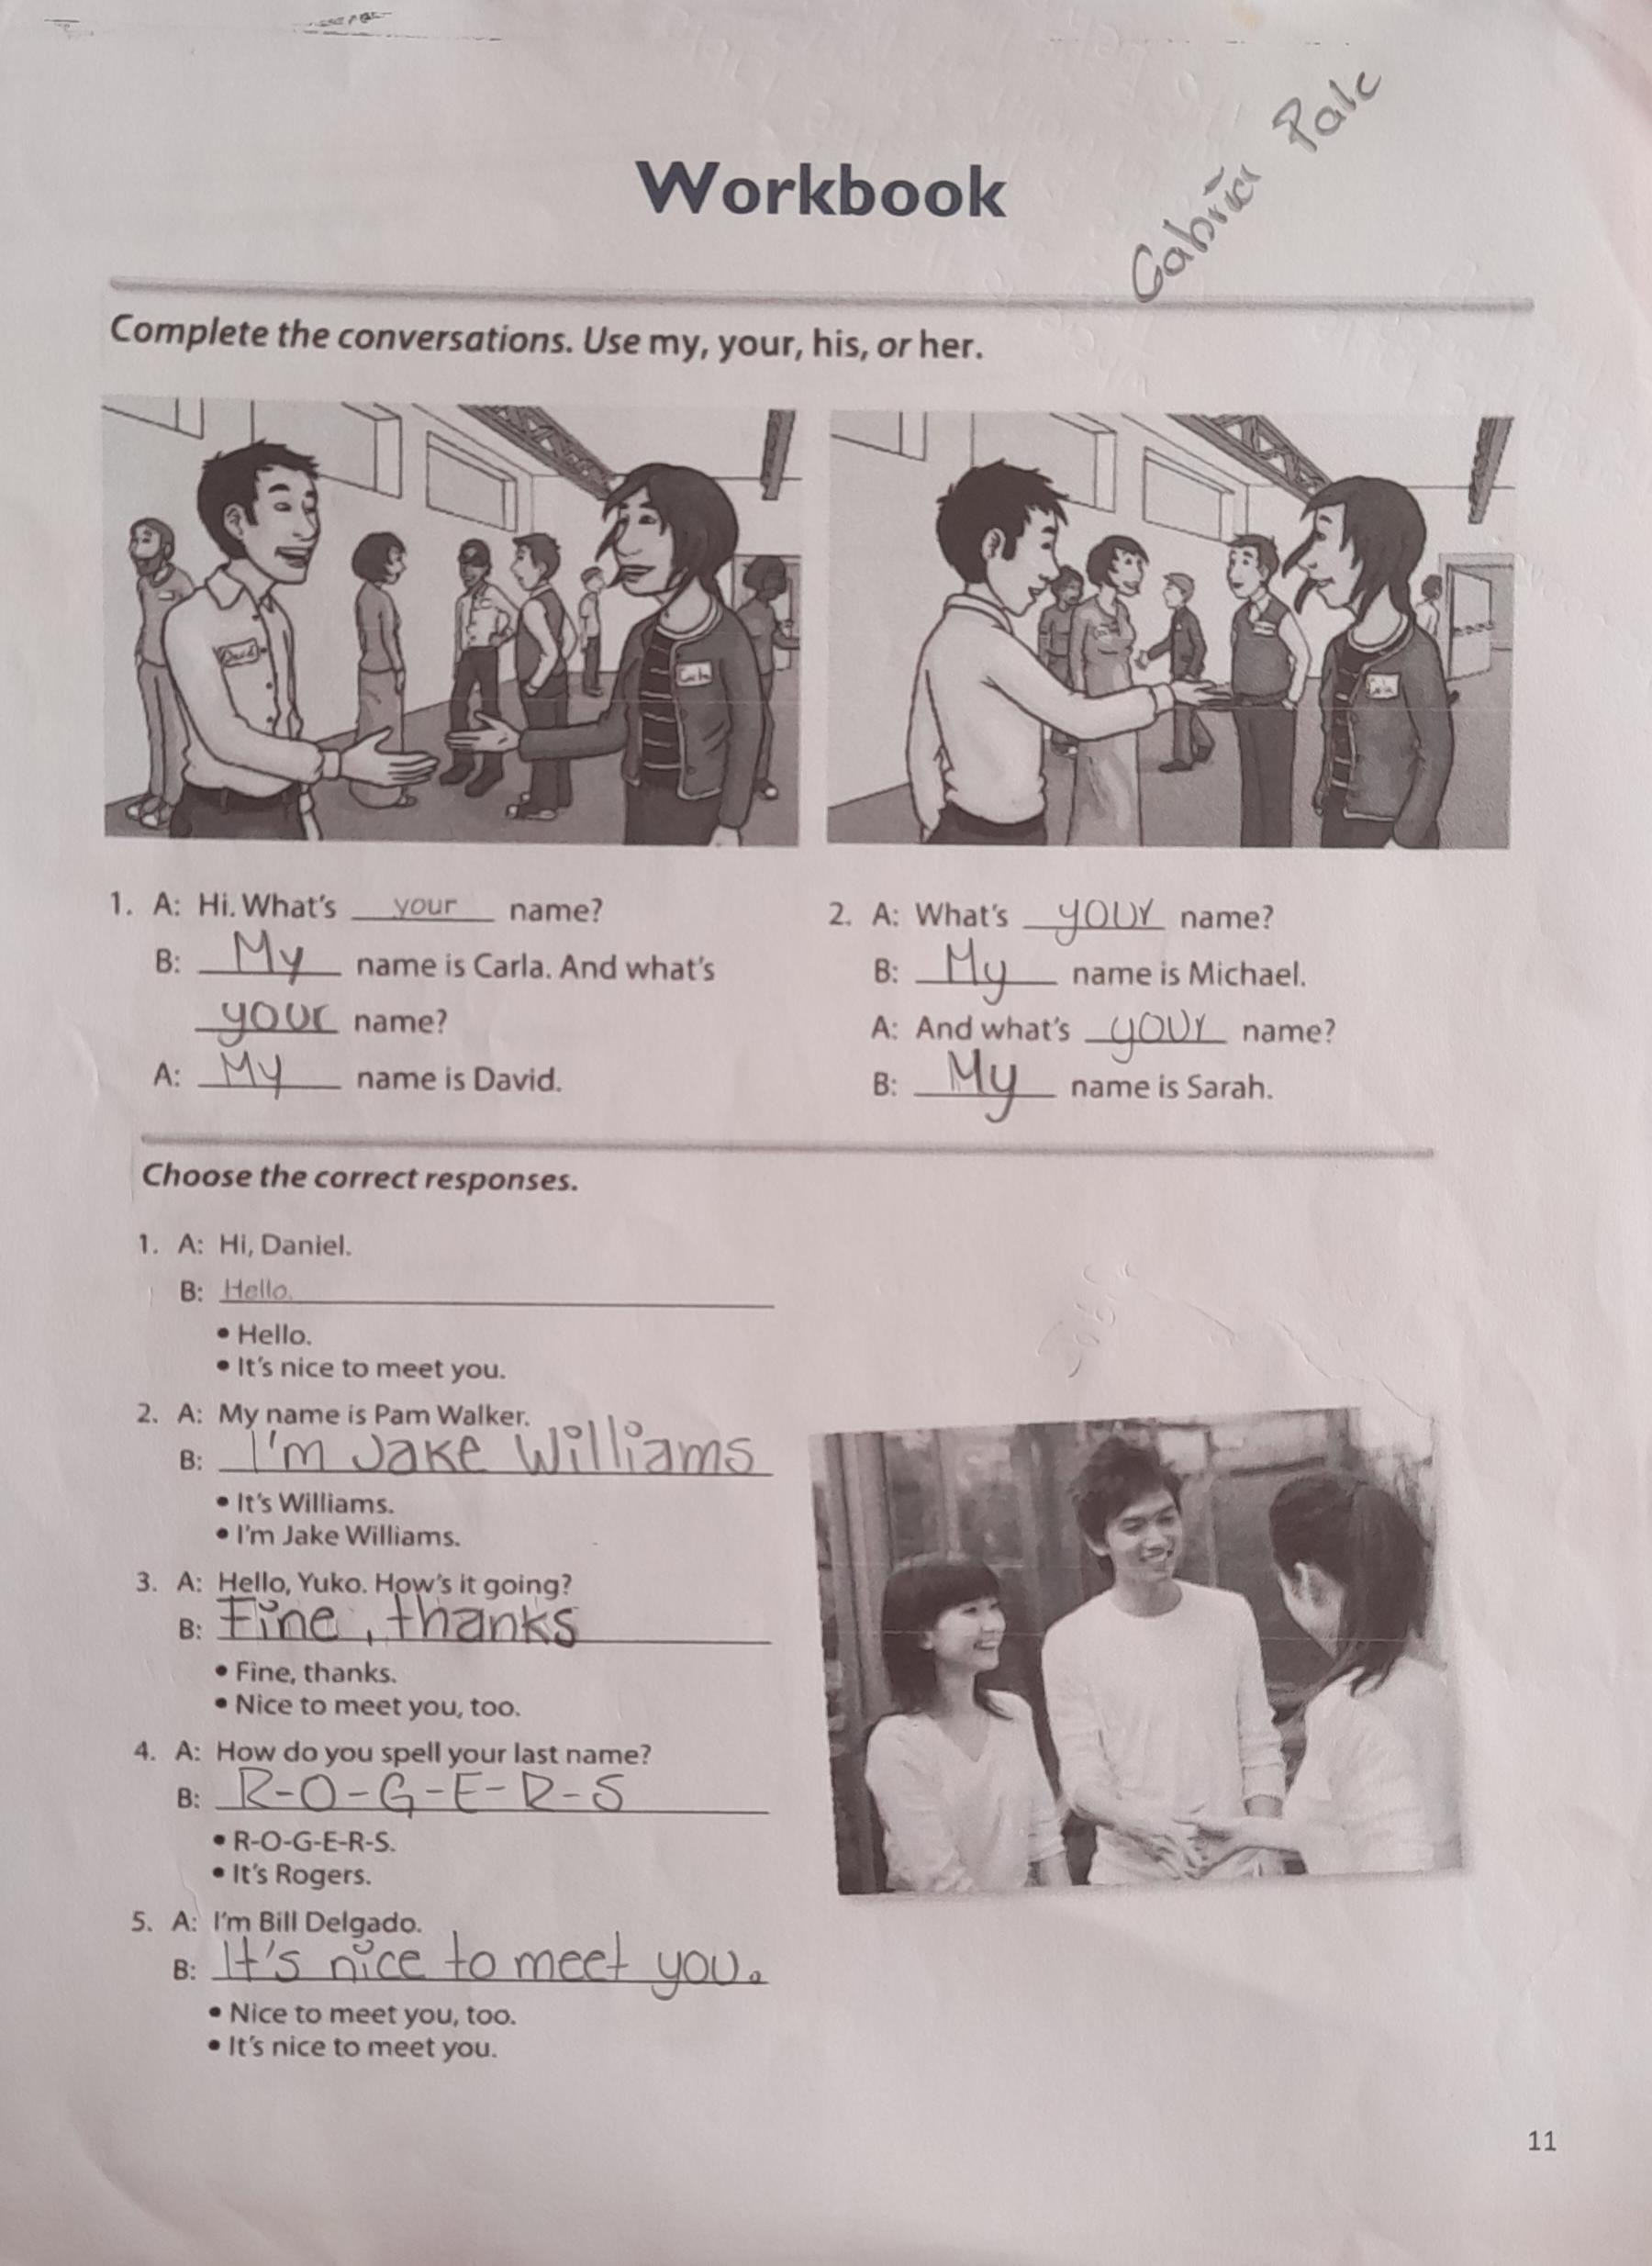 Workbook
Complete the conversations. Use my, your, his, or her.
David
1. A: Hi. What's your name?
B: My name is Carla. And what's
your name?
A: My name is David.
2. A: What's your name?
B: My name is Michael.
A: And what's your name?
B: My name is Sarah.
Choose the correct responses.
1. A: Hi, Daniel.
B: Hello.
• Hello.
• It's nice to meet you.
2. A: My name is Pam Walker.
B: I'm Jake Williams
• It's Williams.
• I'm Jake Williams.
3. A: Hello, Yuko. How's it going?
B: Fine, thanks
• Fine, thanks.
• Nice to meet you, too.
4. A: How do you spell your last name?
B: R-O-G-E-R-S
• R-O-G-E-R-S.
• It's Rogers.
5. A: I'm Bill Delgado.
B: It's nice to meet you.
• Nice to meet you, too.
• It's nice to meet you.
11